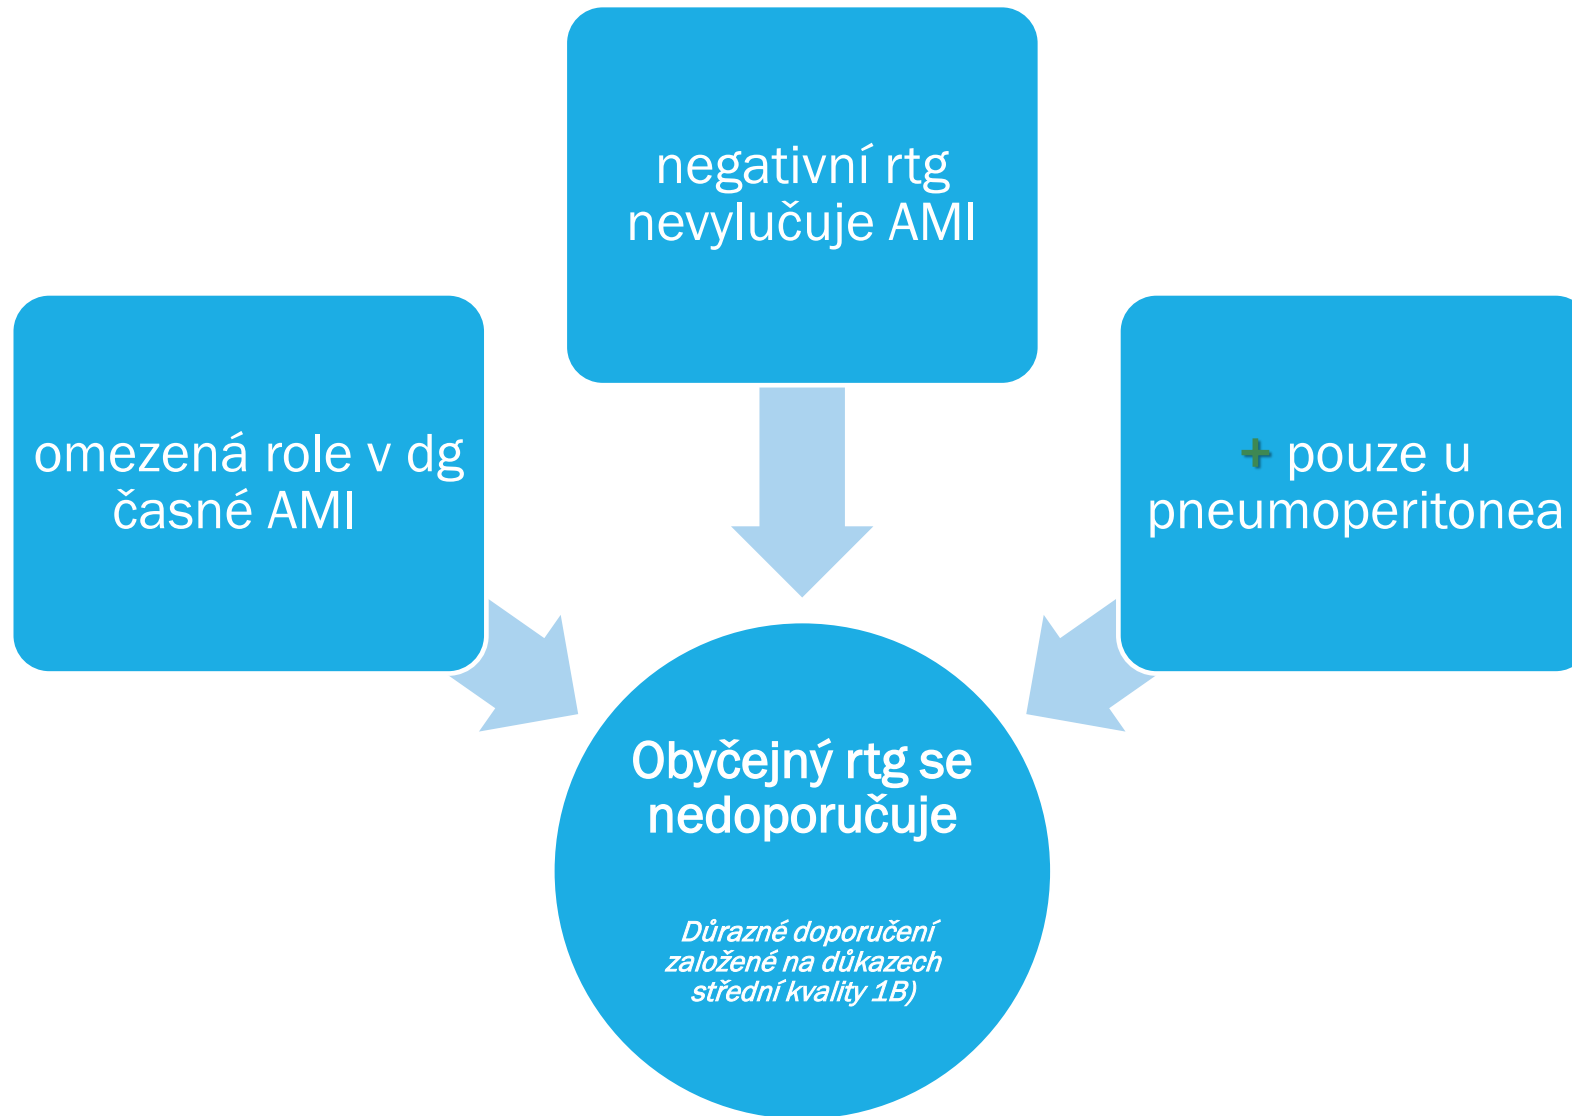 negativní rtg
nevylučuje AMI
omezená role v dg
časné AMI
+ pouze u
pneumoperitonea
Obyčejný rtg se
nedoporučuje
Důrazné doporučení
založené na důkazech
střední kvality 1B)